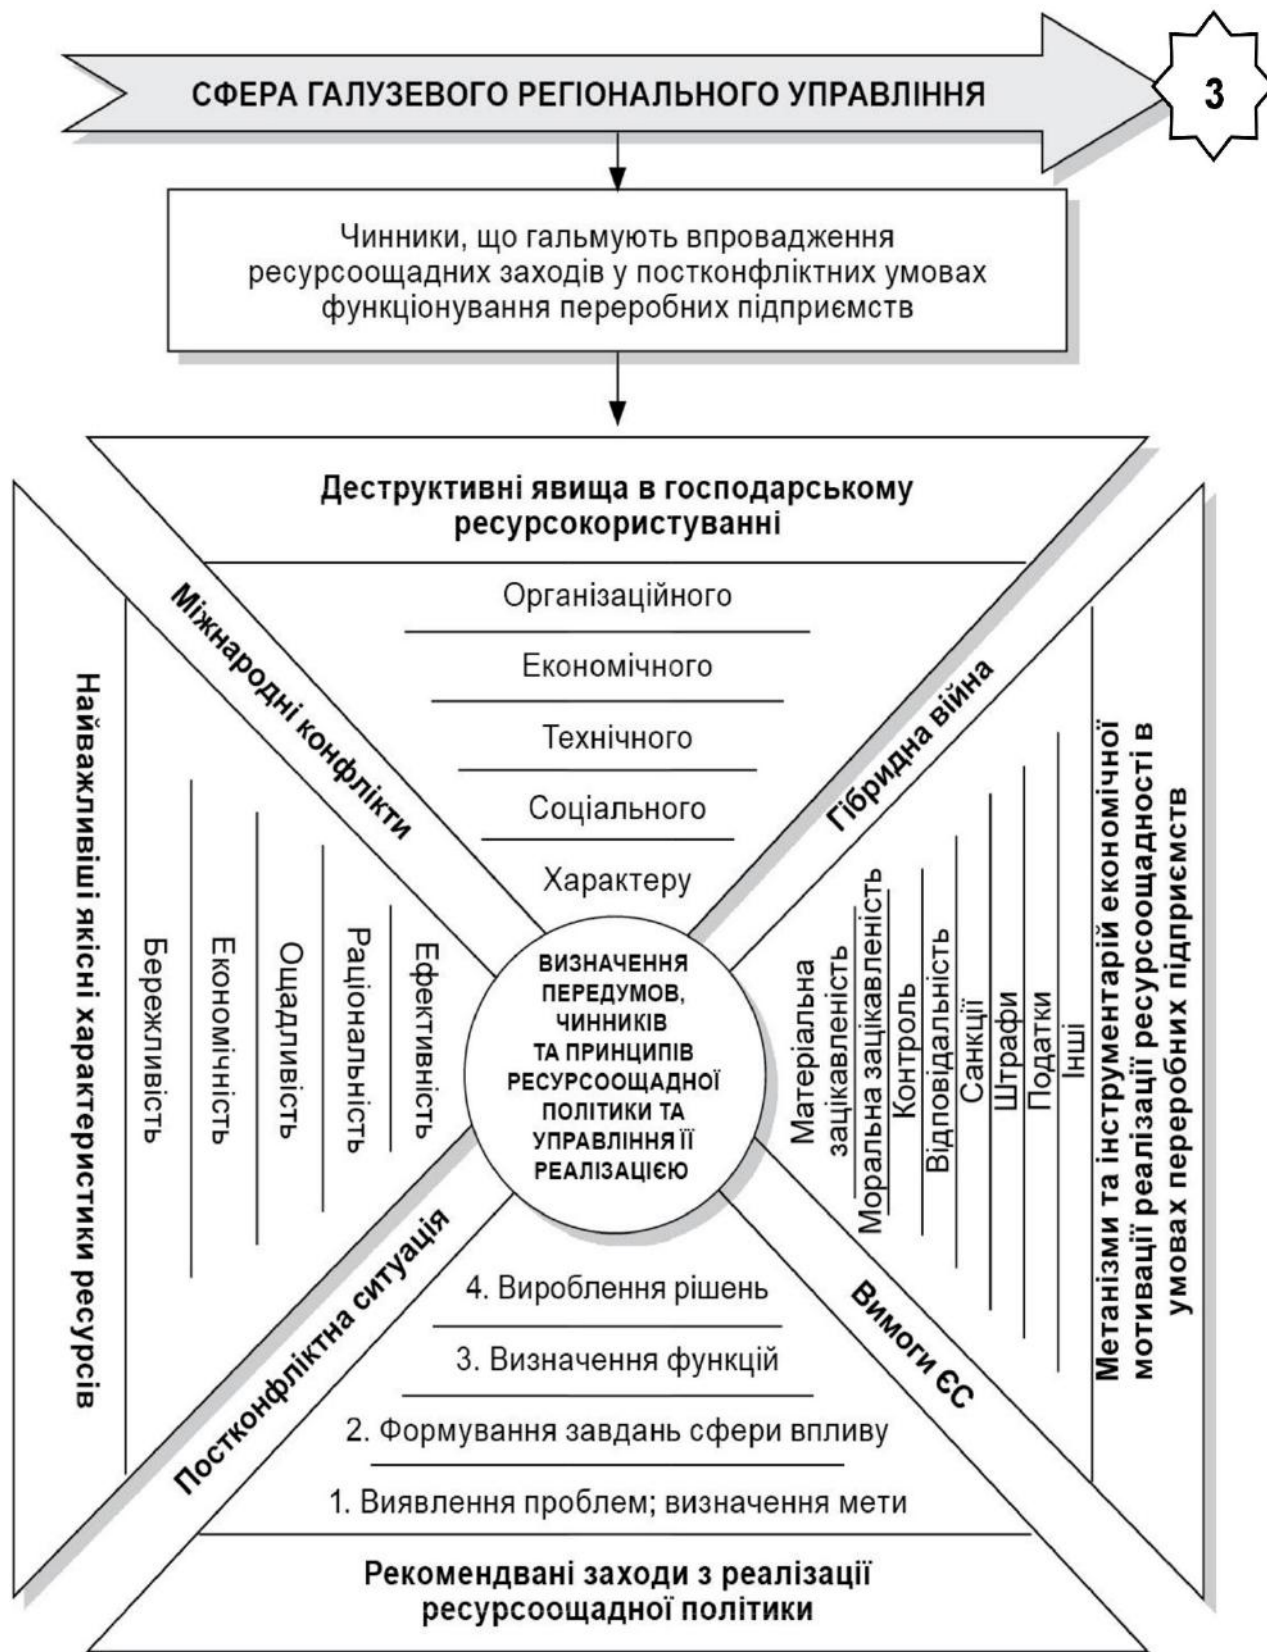 СФЕРА ГАЛУЗЕВОГО РЕГІОНАЛЬНОГО УПРАВЛІННЯ
3
Чинники, що гальмують впровадження
ресурсоощадних заходів у постконфліктних умовах
функціонування переробних підприємств
Деструктивні явища в господарському
ресурсокористуванні
Організаційного
Економічного
Технічного
Соціального
Характеру
Міжнародні конфлікти
Гібридна війна
Найважливіші якісні характеристики ресурсів
Бережливість
Економічність
Ощадливість
Раціональність
Ефективність
ВИЗНАЧЕННЯ
ПЕРЕДУМОВ,
ЧИННИКІВ
ТА ПРИНЦИПІВ
РЕСУРСООЩАДНОЇ
ПОЛІТИКИ ТА
УПРАВЛІННЯ ЇЇ
РЕАЛІЗАЦІЄЮ
Матеріальна
зацікавленість
Моральна зацікавленість
Контроль
Відповідальність
Санкції
Штрафи
Податки
Інші
Метанізми та інструментарій економічної
мотивації реалізації ресурсоощадності в
умовах переробних підприємств
Постконфліктна ситуація
Вимоги ЄС
4. Вироблення рішень
3. Визначення функцій
2. Формування завдань сфери впливу
1. Виявлення проблем; визначення мети
Рекомендвані заходи з реалізації
ресурсоощадної політики